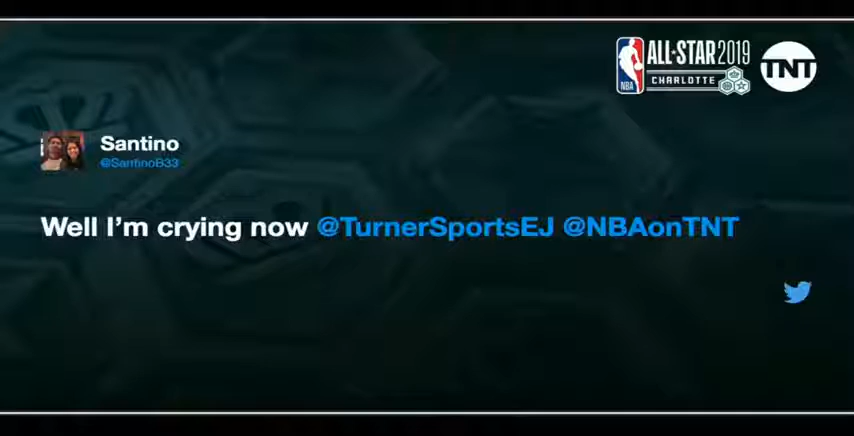 ALL-STAR 2019
NBA
CHARLOTTE
TNT
Santino
@SantinoB33
Well I'm crying now @TurnerSportsEJ @NBAonTNT